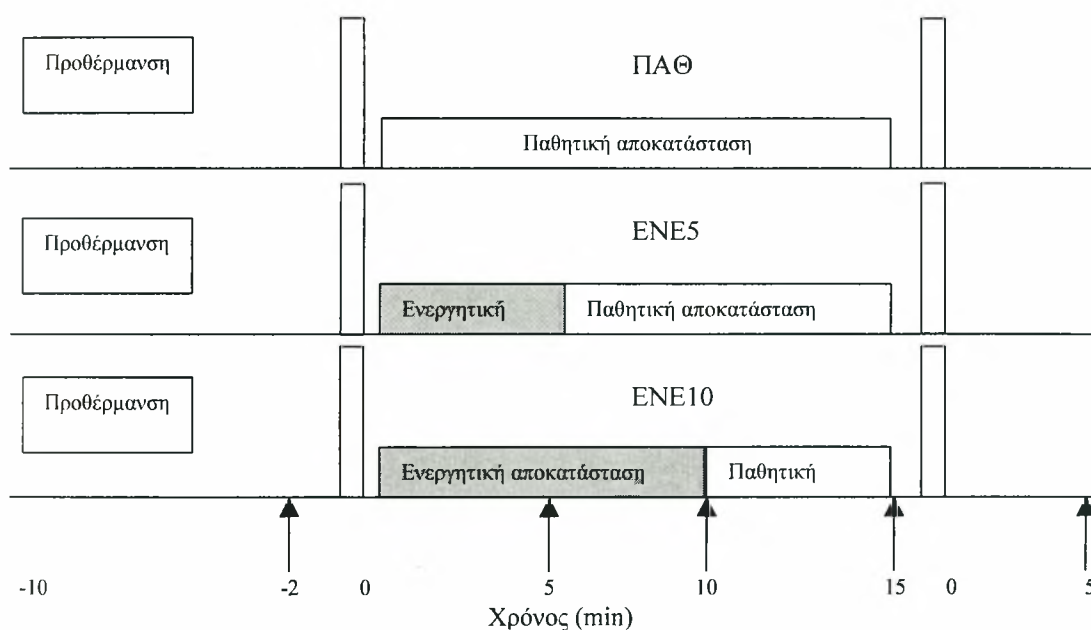 Προθέρμανση
ΠΑΘ
Παθητική αποκατάσταση
Προθέρμανση
ΕΝΕ5
Ενεργητική
Παθητική αποκατάσταση
Προθέρμανση
ΕΝΕ10
Ενεργητική αποκατάσταση
Παθητική
-10 -2 0 5 10 15 0 5
Χρόνος (min)